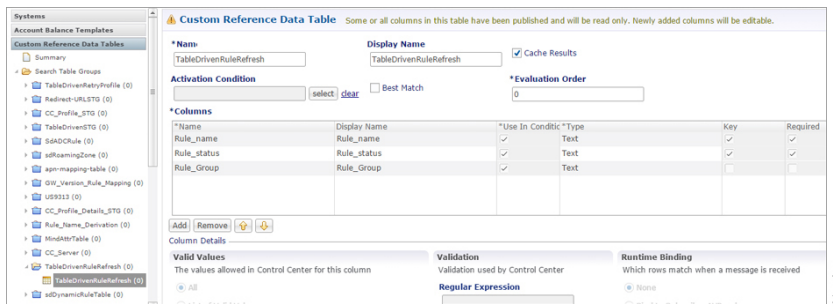 Systems
Account Balance Templates
Custom Reference Data Tables
Summary
Search Table Groups
TableDrivenRetryProfile (0)
Redirect-URLSTG (0)
CC_Profile_STG (0)
TableDrivenSTG (0)
SdADCRule (0)
sdRoamingZone (0)
apn-mapping-table (0)
GW_Version_Rule_Mapping (0)
US9313 (0)
CC_Profile_Details_STG (0)
Rule_Name_Derivation (0)
MindAttrTable (0)
CC_Server (0)
TableDrivenRuleRefresh (0)
TableDrivenRuleRefresh (0)
sdDynamicRuleTable (0)
Custom Reference Data Table Some or all columns in this table have been published and will be read only. Newly added columns will be editable.
*Name Display Name
TableDrivenRuleRefresh TableDrivenRuleRefresh Cache Results
Activation Condition *Evaluation Order
select clear Best Match 0
*Columns
*Name Display Name *Use In Conditic *Type Key Required
Rule_name Rule_name Text
Rule_status Rule_status Text
Rule_Group Rule_Group Text
Add Remove
Column Details
Valid Values Validation Runtime Binding
The values allowed in Control Center for this column Validation used by Control Center Which rows match when a message is received
All Regular Expression None